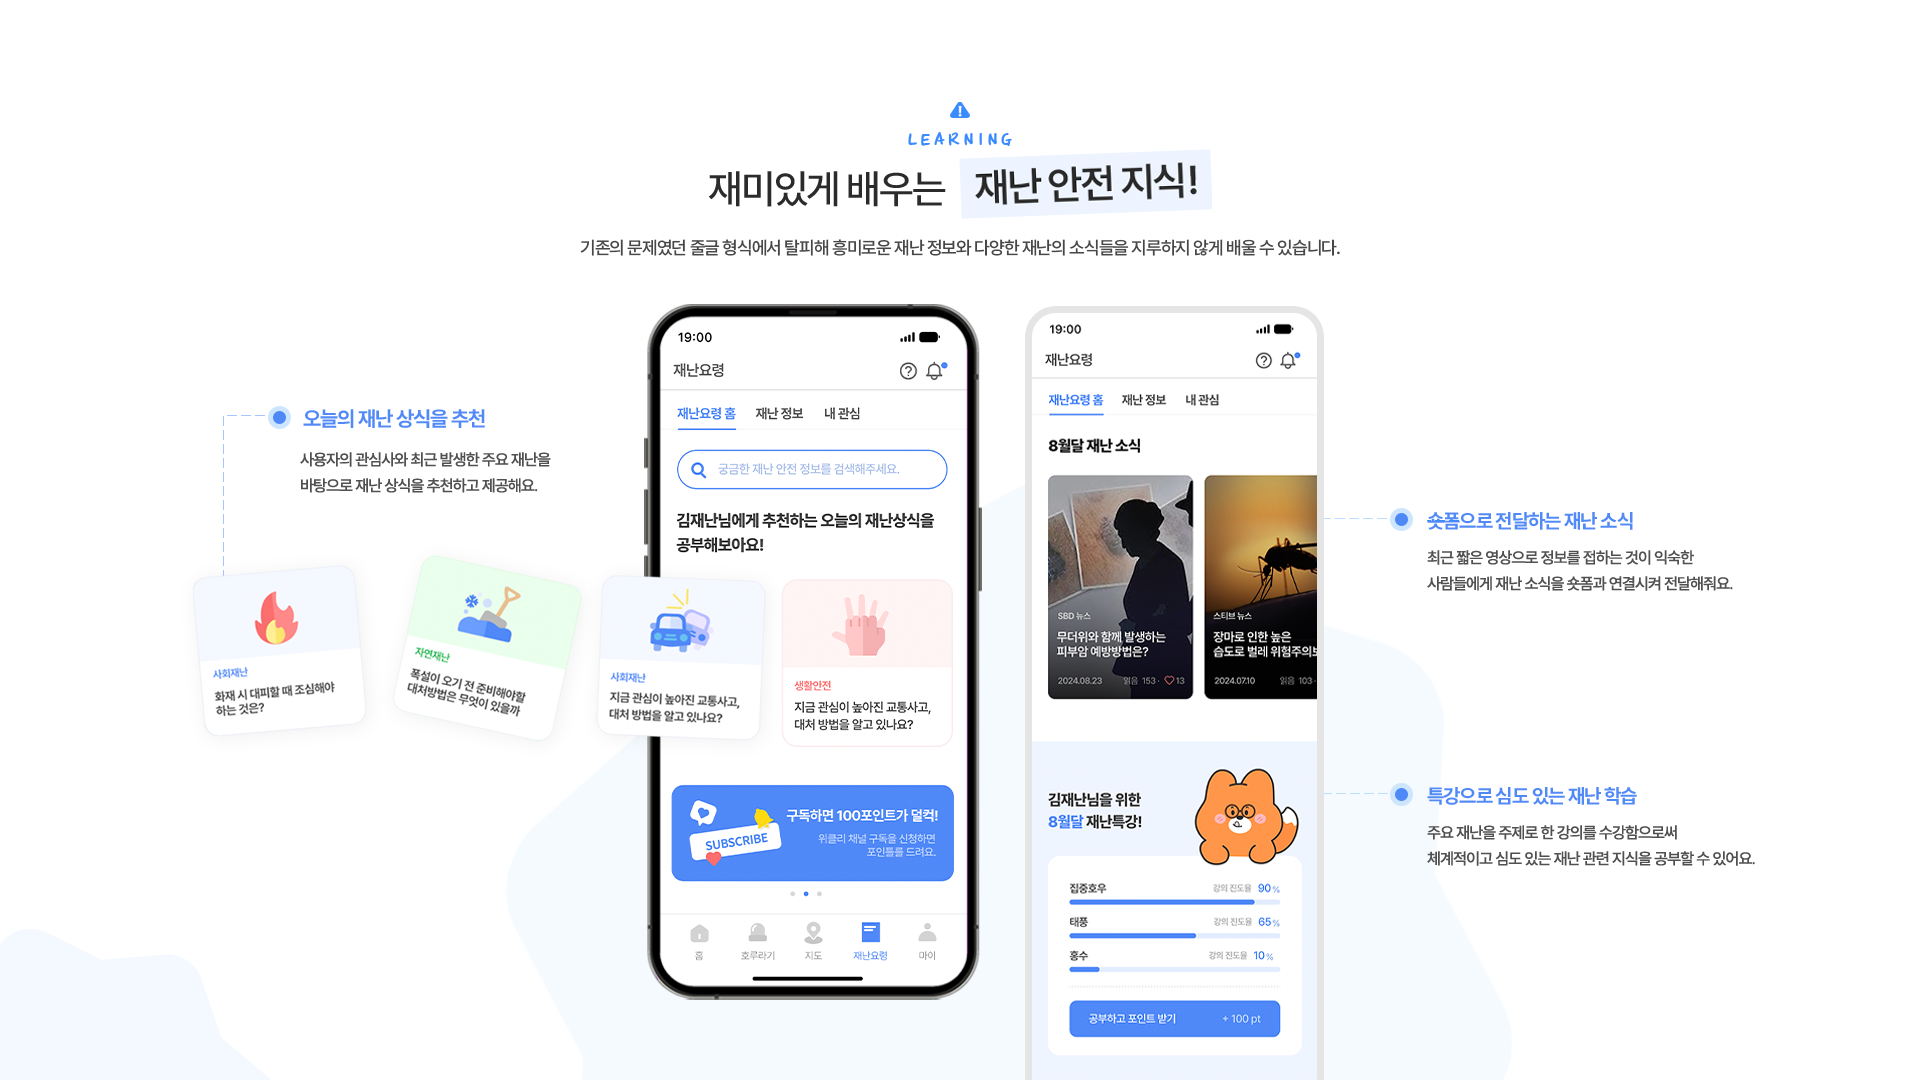 LEARNING
재미있게 배우는 재난 안전 지식!
기존의 문제였던 줄글 형식에서 탈피해 흥미로운 재난 정보와 다양한 재난의 소식들을 지루하지 않게 배울 수 있습니다.
오늘의 재난 상식을 추천
사용자의 관심사와 최근 발생한 주요 재난을
바탕으로 재난 상식을 추천하고 제공해요.
사회재난
화재 시 대피할 때 조심해야
하는 것은?
자연재난
폭설이 오기 전 준비해야할
대처방법은 무엇이 있을까
사회재난
지금 관심이 높아진 교통사고,
대처 방법을 알고 있나요?
19:00
재난요령
재난요령 홈 재난 정보 내 관심
궁금한 재난 안전 정보를 검색해주세요.
김재난님에게 추천하는 오늘의 재난상식을
공부해보아요!
생활안전
지금 관심이 높아진 교통사고,
대처 방법을 알고 있나요?
SUBSCRIBE
구독하면 100포인트가 덜컥!
위클리 채널 구독을 신청하면
포인틀를 드려요.
홈 호루라기 지도 재난요령 마이
19:00
재난요령
재난요령 홈 재난 정보 내 관심
8월달 재난 소식
SBD 뉴스
무더위와 함께 발생하는
피부암 예방방법은?
2024.08.23 읽음 153 · 13
스티브 뉴스
장마로 인한 높은
습도로 벌레 위험주의보
2024.07.10 읽음 103 ·
김재난님을 위한
8월달 재난특강!
집중호우 강의 진도율 90%
태풍 강의 진도율 65%
홍수 강의 진도율 10%
공부하고 포인트 받기 + 100 pt
숏폼으로 전달하는 재난 소식
최근 짧은 영상으로 정보를 접하는 것이 익숙한
사람들에게 재난 소식을 숏폼과 연결시켜 전달해줘요.
특강으로 심도 있는 재난 학습
주요 재난을 주제로 한 강의를 수강함으로써
체계적이고 심도 있는 재난 관련 지식을 공부할 수 있어요.